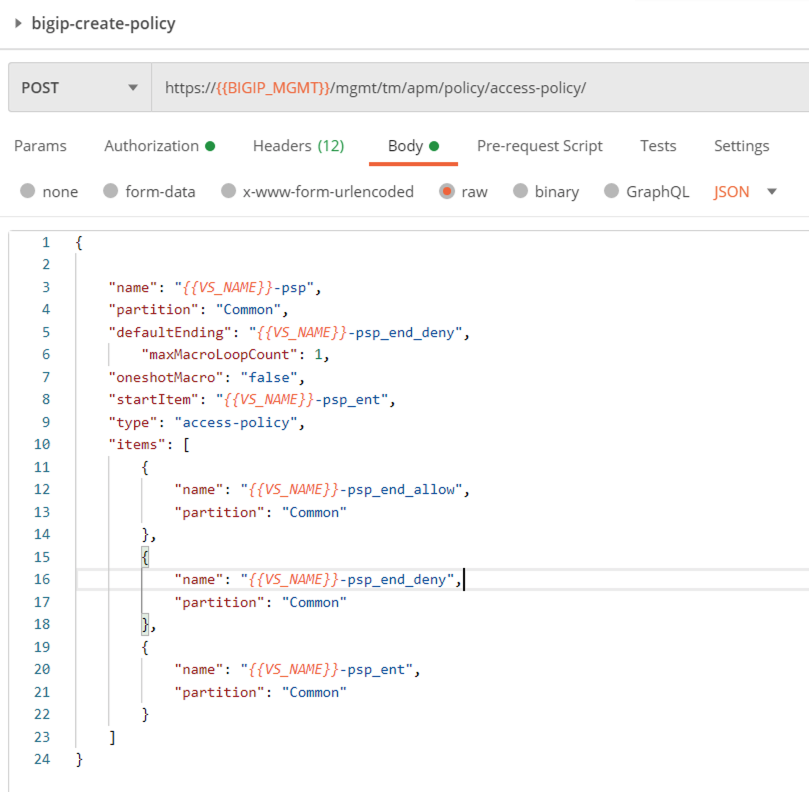 bigip-create-policy
POST https://{{BIGIP_MGMT}}/mgmt/tm/apm/policy/access-policy/
Params Authorization Headers (12) Body Pre-request Script Tests Settings
none form-data x-www-form-urlencoded raw binary GraphQL JSON
1 {
2
3 "name": "{{VS_NAME}}-psp",
4 "partition": "Common",
5 "defaultEnding": "{{VS_NAME}}-psp_end_deny",
6 "maxMacroLoopCount": 1,
7 "oneshotMacro": "false",
8 "startItem": "{{VS_NAME}}-psp_ent",
9 "type": "access-policy",
10 "items": [
11 {
12 "name": "{{VS_NAME}}-psp_end_allow",
13 "partition": "Common"
14 },
15 {
16 "name": "{{VS_NAME}}-psp_end_deny",
17 "partition": "Common"
18 },
19 {
20 "name": "{{VS_NAME}}-psp_ent",
21 "partition": "Common"
22 }
23 ]
24 }